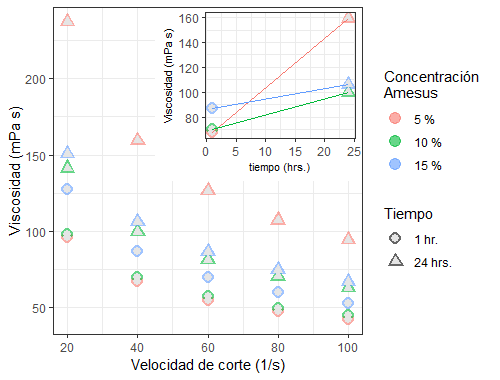 160
140
120
100
80
Viscosidad (mPa s)
0 5 10 15 20 25
tiempo (hrs.)
200
150
100
50
Viscosidad (mPa s)
20 40 60 80 100
Velocidad de corte (1/s)
Concentración
Amesus
5 %
10 %
15 %
Tiempo
1 hr.
24 hrs.